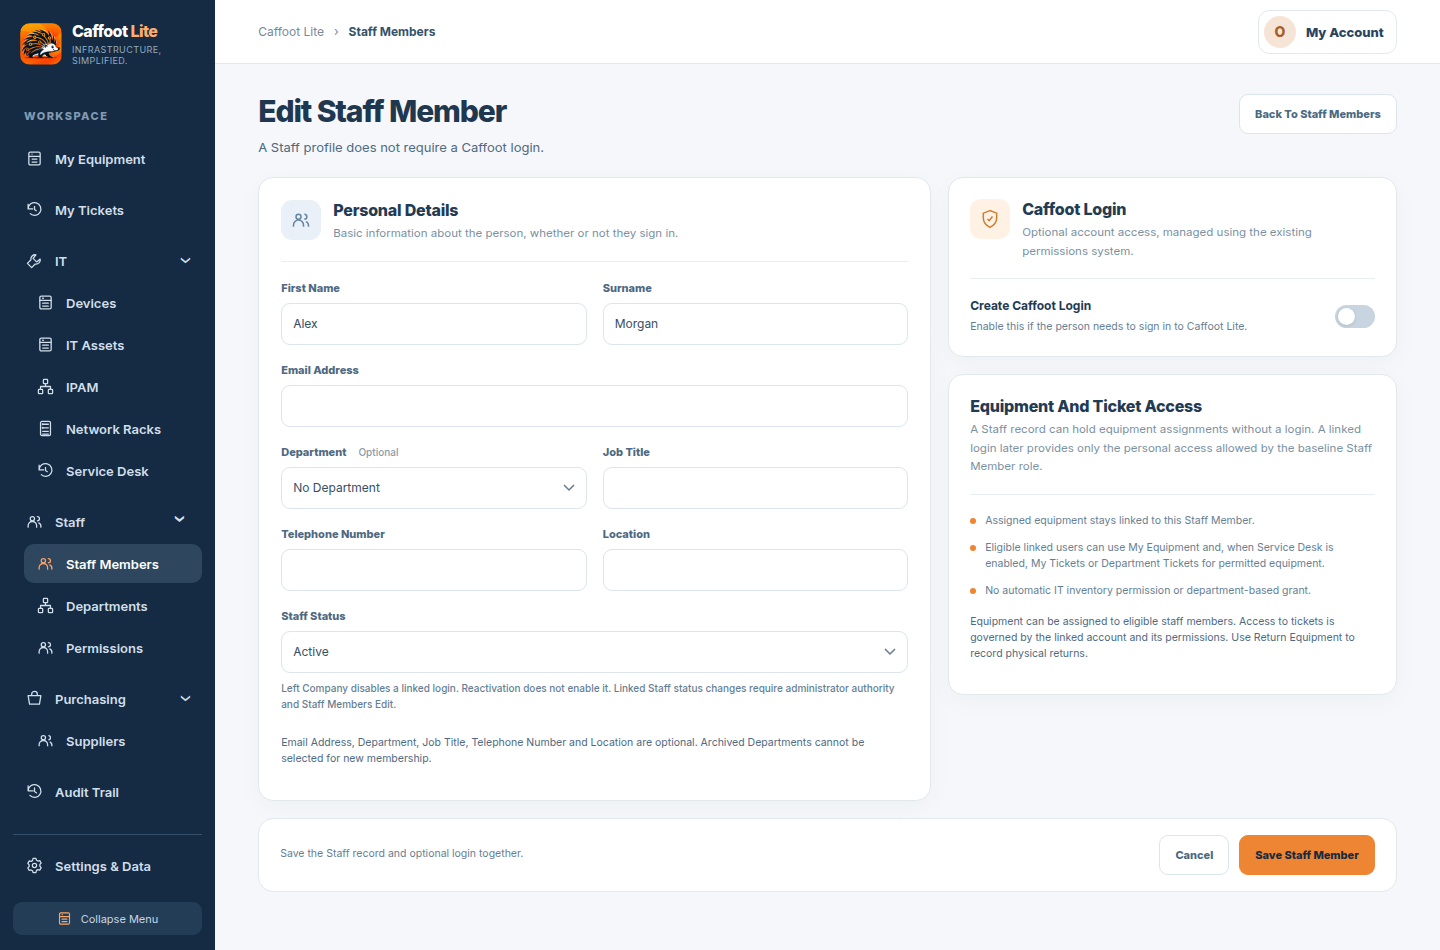 Caffoot Lite
INFRASTRUCTURE,
SIMPLIFIED.
WORKSPACE
My Equipment
My Tickets
IT
Devices
IT Assets
IPAM
Network Racks
Service Desk
Staff
Staff Members
Departments
Permissions
Purchasing
Suppliers
Audit Trail
Settings & Data
Collapse Menu
Caffoot Lite › Staff Members
O My Account
Edit Staff Member
A Staff profile does not require a Caffoot login.
Back To Staff Members
Personal Details
Basic information about the person, whether or not they sign in.
First Name Surname
Alex Morgan
Email Address
Department Optional Job Title
No Department
Telephone Number Location
Staff Status
Active
Left Company disables a linked login. Reactivation does not enable it. Linked Staff status changes require administrator authority
and Staff Members Edit.
Email Address, Department, Job Title, Telephone Number and Location are optional. Archived Departments cannot be
selected for new membership.
Caffoot Login
Optional account access, managed using the existing
permissions system.
Create Caffoot Login
Enable this if the person needs to sign in to Caffoot Lite.
Equipment And Ticket Access
A Staff record can hold equipment assignments without a login. A linked
login later provides only the personal access allowed by the baseline Staff
Member role.
Assigned equipment stays linked to this Staff Member.
Eligible linked users can use My Equipment and, when Service Desk is
enabled, My Tickets or Department Tickets for permitted equipment.
No automatic IT inventory permission or department-based grant.
Equipment can be assigned to eligible staff members. Access to tickets is
governed by the linked account and its permissions. Use Return Equipment to
record physical returns.
Save the Staff record and optional login together.
Cancel
Save Staff Member